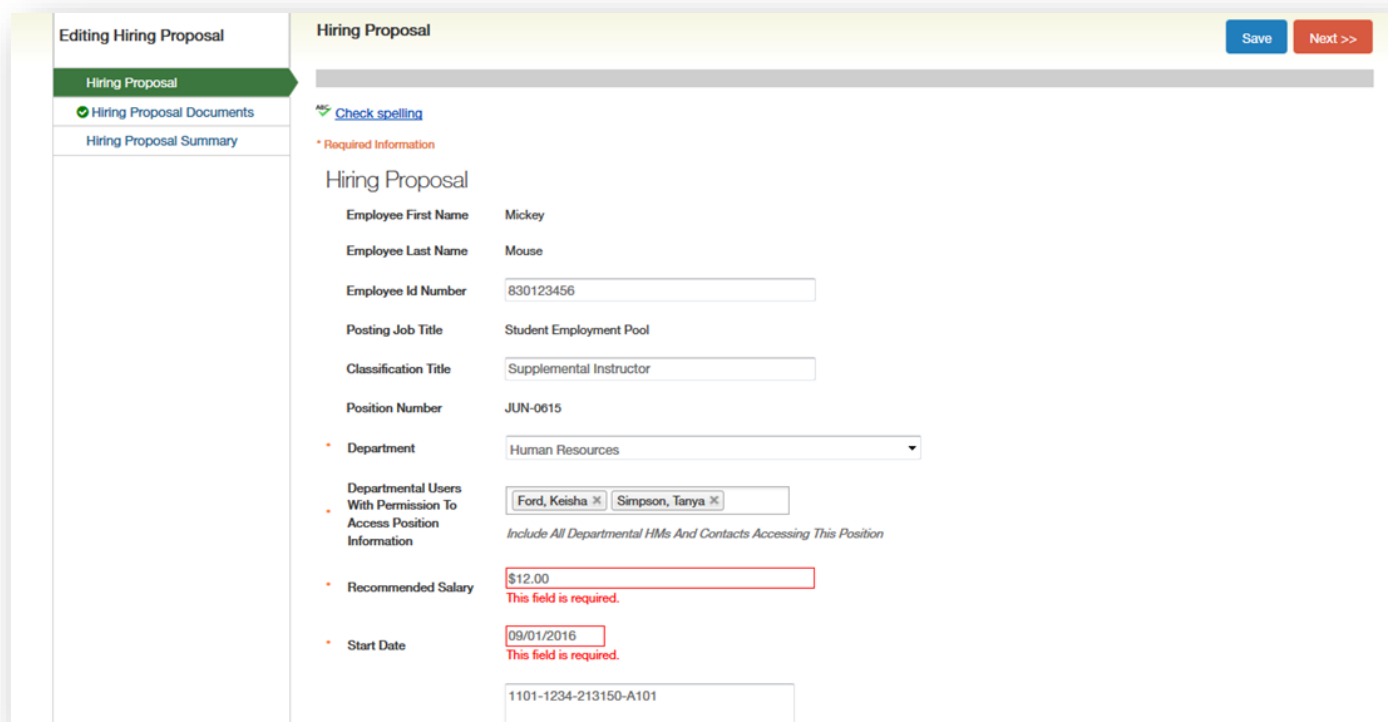 Editing Hiring Proposal
Hiring Proposal
Hiring Proposal Documents
Hiring Proposal Summary
Hiring Proposal
Save
Next >>
ABC
Check spelling
* Required Information
Hiring Proposal
Employee First Name Mickey
Employee Last Name Mouse
Employee Id Number 830123456
Posting Job Title Student Employment Pool
Classification Title Supplemental Instructor
Position Number JUN-0615
* Department Human Resources
Departmental Users
With Permission To
* Access Position
Information
Ford, Keisha × Simpson, Tanya ×
Include All Departmental HMs And Contacts Accessing This Position
* Recommended Salary $12.00
This field is required.
* Start Date 09/01/2016
This field is required.
1101-1234-213150-A101